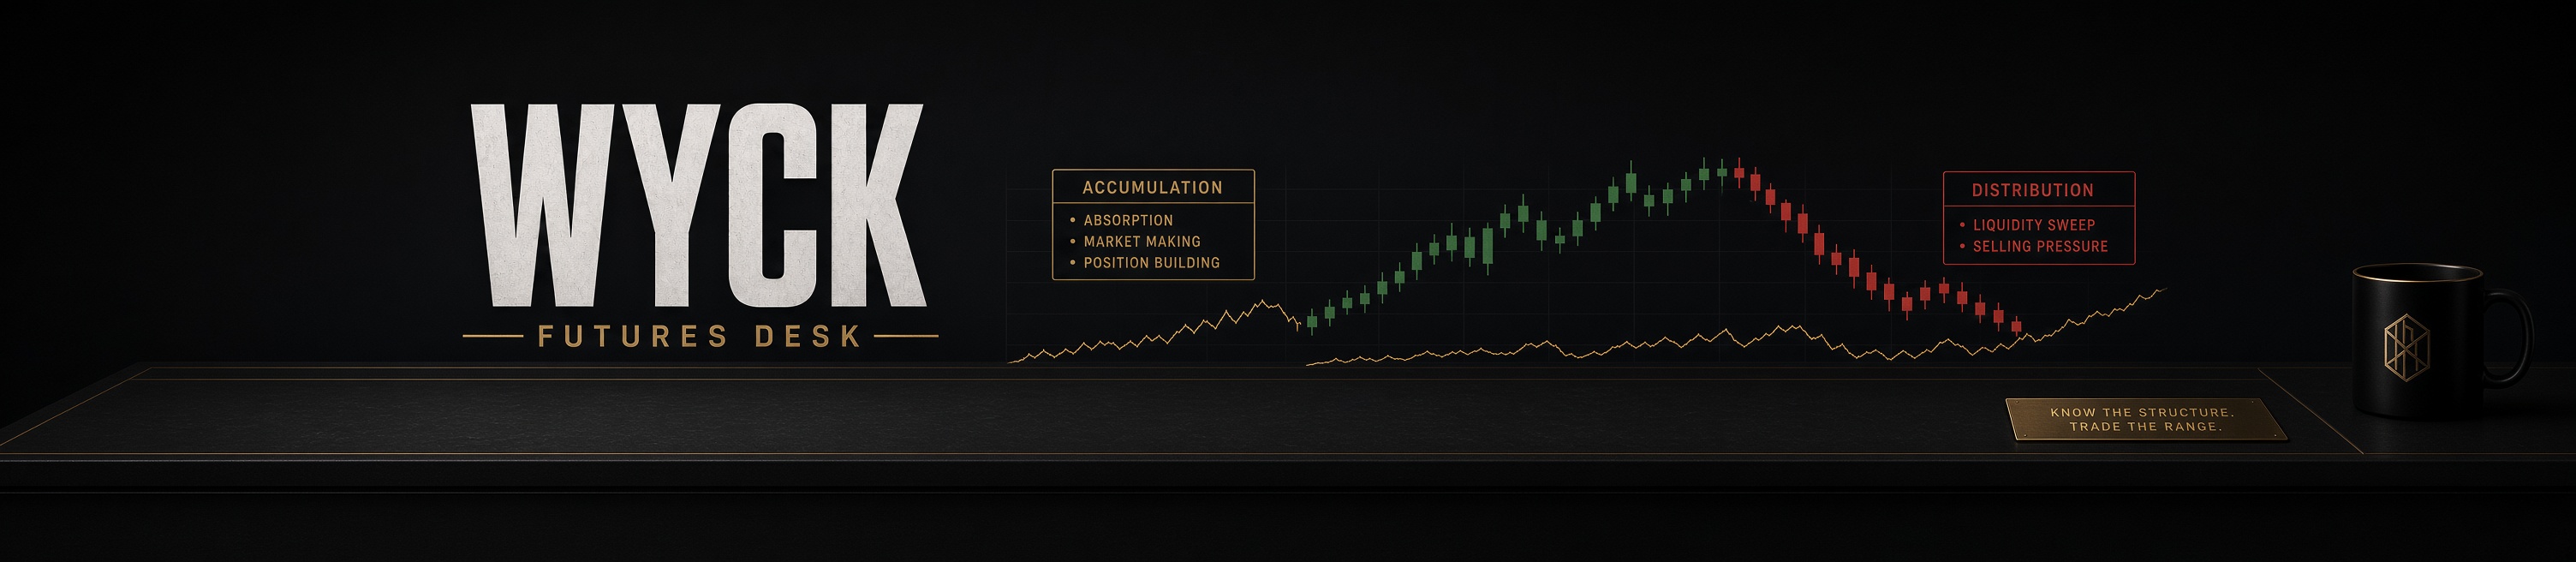 WYCK
FUTURES DESK
ACCUMULATION
• ABSORPTION
• MARKET MAKING
• POSITION BUILDING
DISTRIBUTION
• LIQUIDITY SWEEP
• SELLING PRESSURE
KNOW THE STRUCTURE.
TRADE THE RANGE.